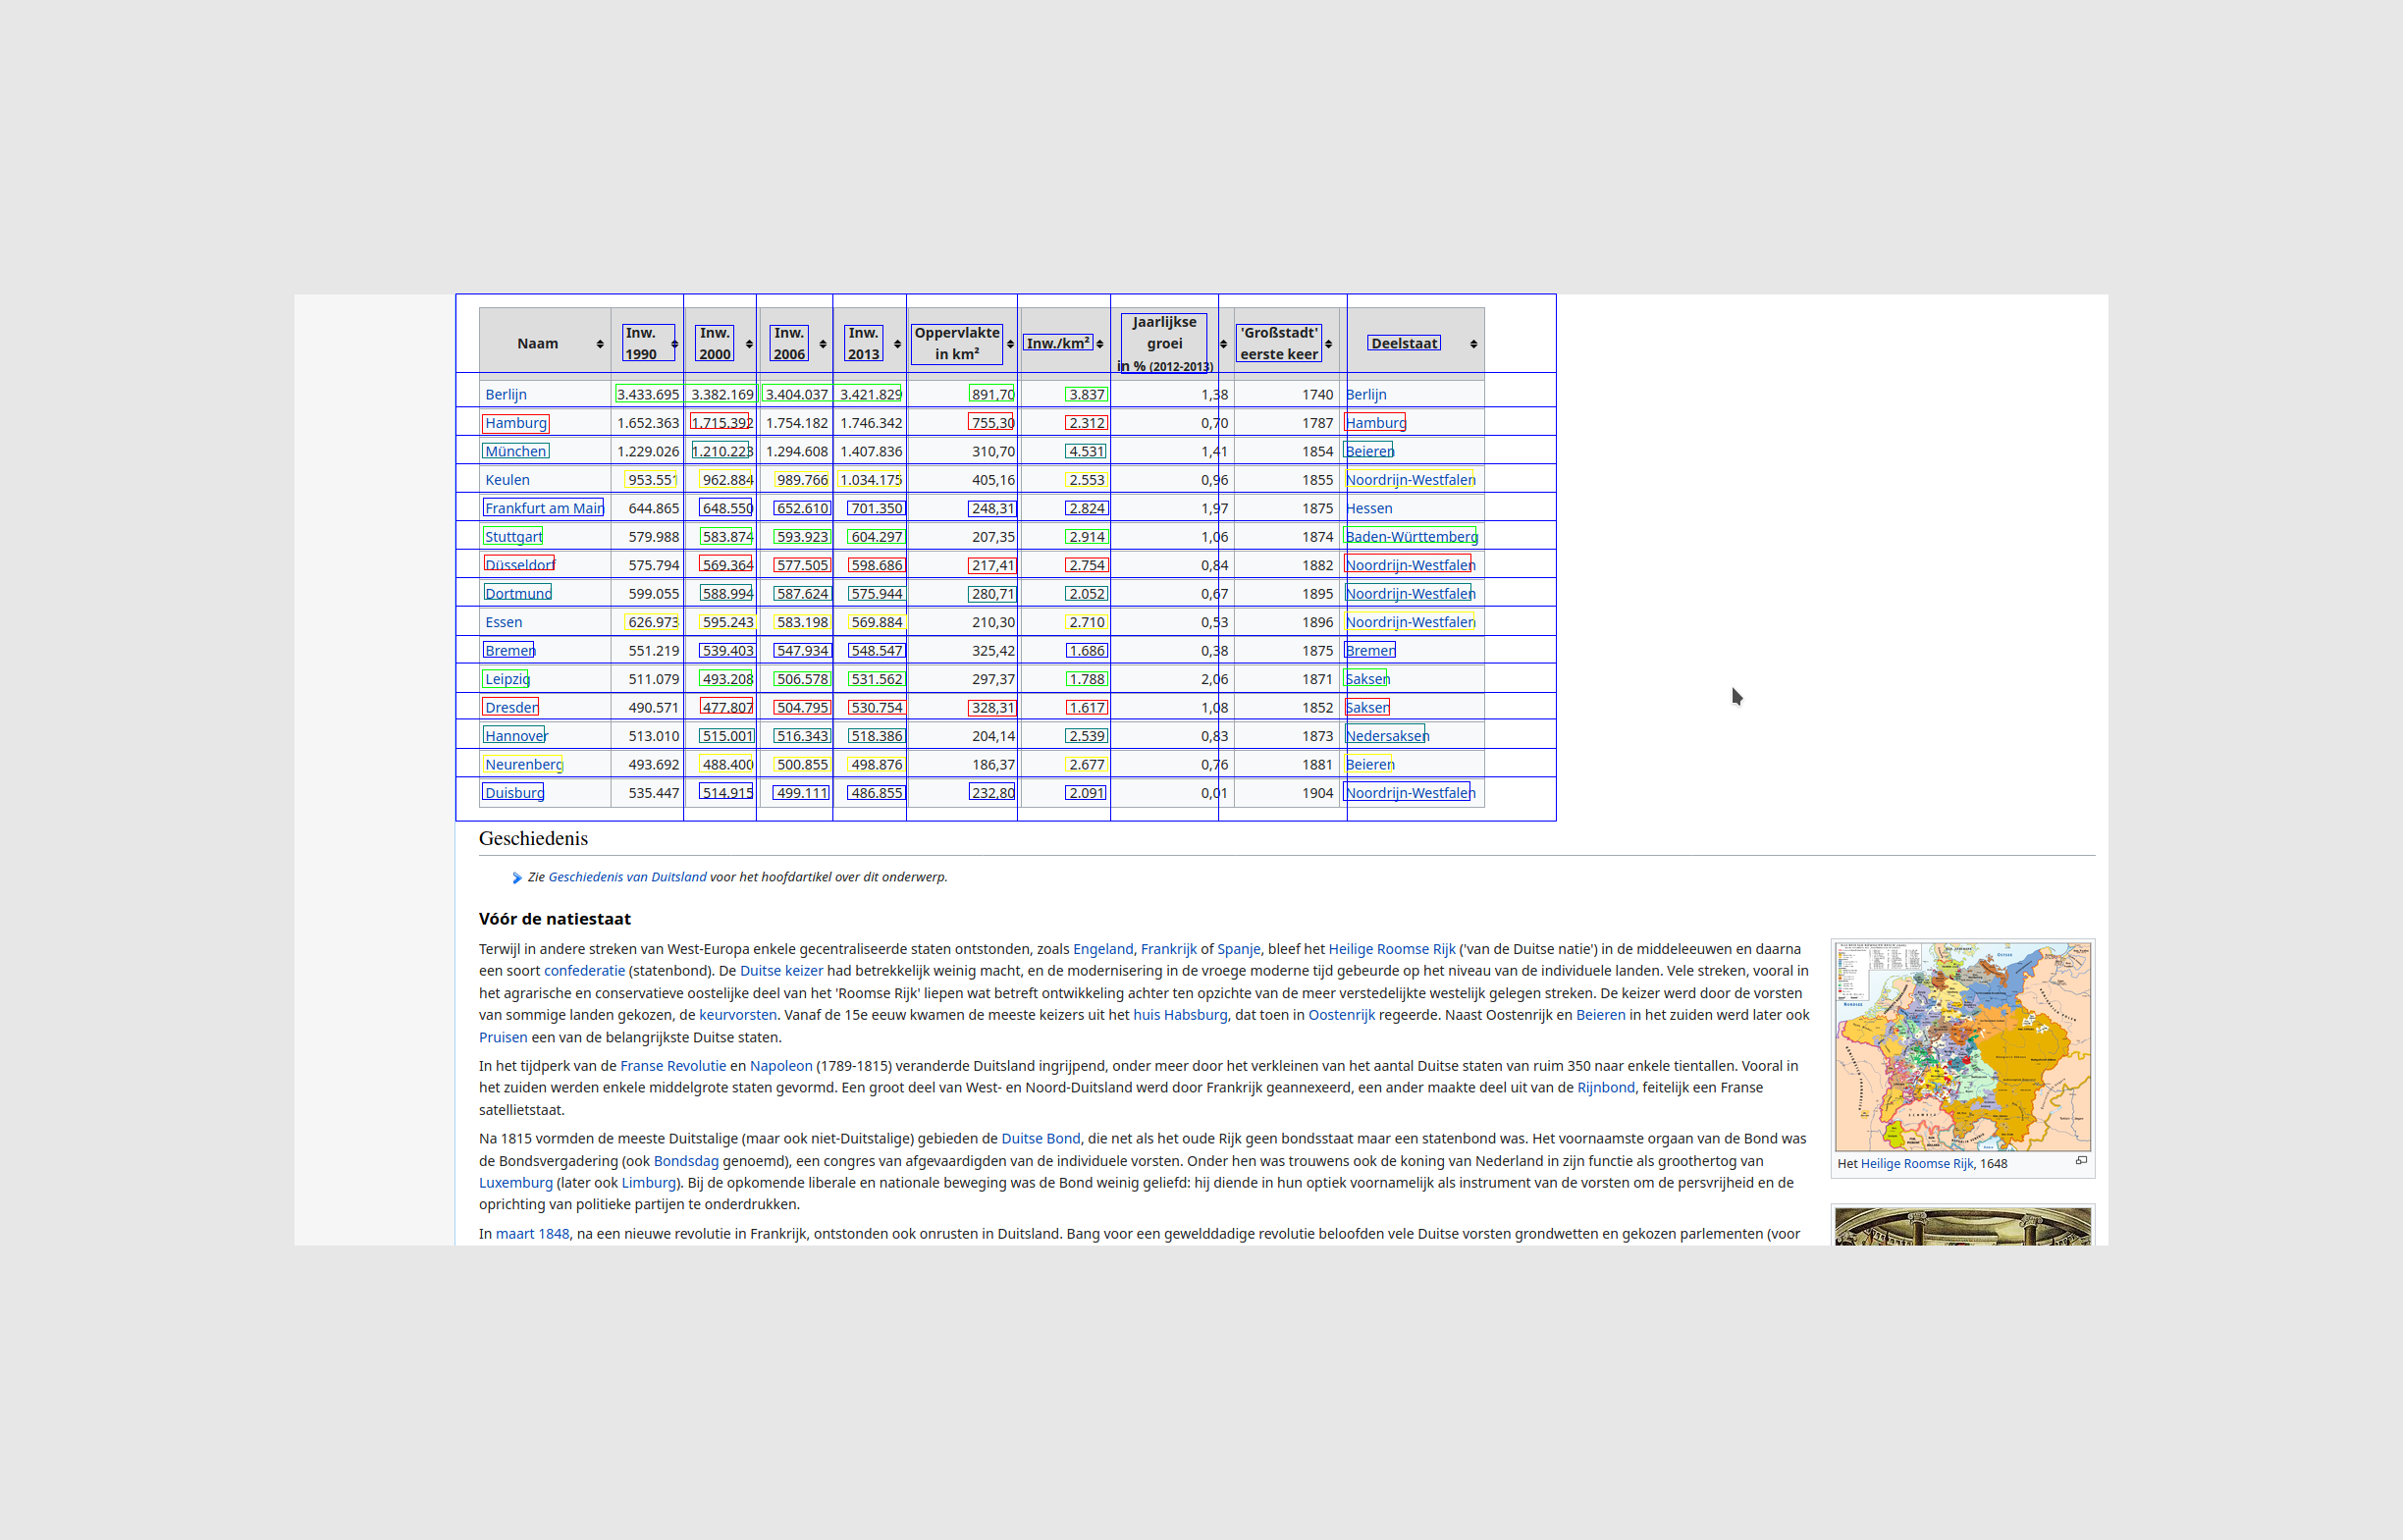 Naam Inw. 1990 Inw. 2000 Inw. 2006 Inw. 2013 Oppervlakte in km² Inw./km² Jaarlijkse groei in % (2012-2013) 'Großstadt' eerste keer Deelstaat
Berlijn 3.433.695 3.382.169 3.404.037 3.421.829 891,70 3.837 1,38 1740 Berlijn
Hamburg 1.652.363 1.715.392 1.754.182 1.746.342 755,30 2.312 0,70 1787 Hamburg
München 1.229.026 1.210.223 1.294.608 1.407.836 310,70 4.531 1,41 1854 Beieren
Keulen 953.551 962.884 989.766 1.034.175 405,16 2.553 0,96 1855 Noordrijn-Westfalen
Frankfurt am Main 644.865 648.550 652.610 701.350 248,31 2.824 1,97 1875 Hessen
Stuttgart 579.988 583.874 593.923 604.297 207,35 2.914 1,06 1874 Baden-Württemberg
Düsseldorf 575.794 569.364 577.505 598.686 217,41 2.754 0,84 1882 Noordrijn-Westfalen
Dortmund 599.055 588.994 587.624 575.944 280,71 2.052 0,67 1895 Noordrijn-Westfalen
Essen 626.973 595.243 583.198 569.884 210,30 2.710 0,53 1896 Noordrijn-Westfalen
Bremen 551.219 539.403 547.934 548.547 325,42 1.686 0,38 1875 Bremen
Leipzig 511.079 493.208 506.578 531.562 297,37 1.788 2,06 1871 Saksen
Dresden 490.571 477.807 504.795 530.754 328,31 1.617 1,08 1852 Saksen
Hannover 513.010 515.001 516.343 518.386 204,14 2.539 0,83 1873 Nedersaksen
Neurenberg 493.692 488.400 500.855 498.876 186,37 2.677 0,76 1881 Beieren
Duisburg 535.447 514.915 499.111 486.855 232,80 2.091 0,01 1904 Noordrijn-Westfalen
Geschiedenis
Zie Geschiedenis van Duitsland voor het hoofdartikel over dit onderwerp.
Vóór de natiestaat
Terwijl in andere streken van West-Europa enkele gecentraliseerde staten ontstonden, zoals Engeland, Frankrijk of Spanje, bleef het Heilige Roomse Rijk ('van de Duitse natie') in de middeleeuwen en daarna
een soort confederatie (statenbond). De Duitse keizer had betrekkelijk weinig macht, en de modernisering in de vroege moderne tijd gebeurde op het niveau van de individuele landen. Vele streken, vooral in
het agrarische en conservatieve oostelijke deel van het 'Roomse Rijk' liepen wat betreft ontwikkeling achter ten opzichte van de meer verstedelijkte westelijk gelegen streken. De keizer werd door de vorsten
van sommige landen gekozen, de keurvorsten. Vanaf de 15e eeuw kwamen de meeste keizers uit het huis Habsburg, dat toen in Oostenrijk regeerde. Naast Oostenrijk en Beieren in het zuiden werd later ook
Pruisen een van de belangrijkste Duitse staten.
In het tijdperk van de Franse Revolutie en Napoleon (1789-1815) veranderde Duitsland ingrijpend, onder meer door het verkleinen van het aantal Duitse staten van ruim 350 naar enkele tientallen. Vooral in
het zuiden werden enkele middelgrote staten gevormd. Een groot deel van West- en Noord-Duitsland werd door Frankrijk geannexeerd, een ander maakte deel uit van de Rijnbond, feitelijk een Franse
satellietstaat.
Na 1815 vormden de meeste Duitstalige (maar ook niet-Duitstalige) gebieden de Duitse Bond, die net als het oude Rijk geen bondsstaat maar een statenbond was. Het voornaamste orgaan van de Bond was
de Bondsvergadering (ook Bondsdag genoemd), een congres van afgevaardigden van de individuele vorsten. Onder hen was trouwens ook de koning van Nederland in zijn functie als groothertog van
Luxemburg (later ook Limburg). Bij de opkomende liberale en nationale beweging was de Bond weinig geliefd: hij diende in hun optiek voornamelijk als instrument van de vorsten om de persvrijheid en de
oprichting van politieke partijen te onderdrukken.
In maart 1848, na een nieuwe revolutie in Frankrijk, ontstonden ook onrusten in Duitsland. Bang voor een gewelddadige revolutie beloofden vele Duitse vorsten grondwetten en gekozen parlementen (voor
Het Heilige Roomse Rijk, 1648